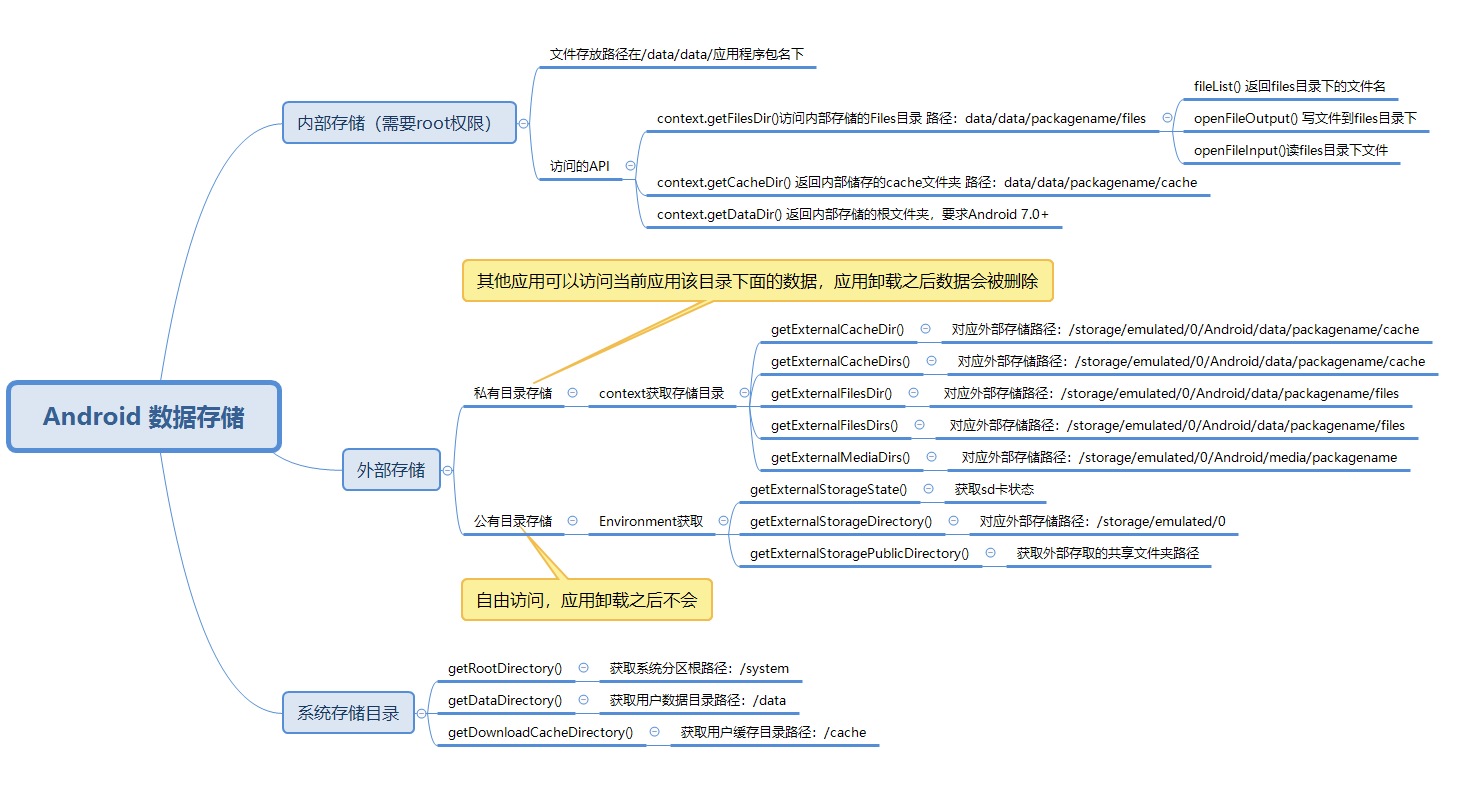 Android 数据存储
内部存储（需要root权限）
文件存放路径在/data/data/应用程序包名下
访问的API
context.getFilesDir()访问内部存储的Files目录 路径：data/data/packagename/files
fileList() 返回files目录下的文件名
openFileOutput() 写文件到files目录下
openFileInput()读files目录下文件
context.getCacheDir() 返回内部储存的cache文件夹 路径：data/data/packagename/cache
context.getDataDir() 返回内部存储的根文件夹，要求Android 7.0+
外部存储
其他应用可以访问当前应用该目录下面的数据，应用卸载之后数据会被删除
私有目录存储
context获取存储目录
getExternalCacheDir()
对应外部存储路径：/storage/emulated/0/Android/data/packagename/cache
getExternalCacheDirs()
对应外部存储路径：/storage/emulated/0/Android/data/packagename/cache
getExternalFilesDir()
对应外部存储路径：/storage/emulated/0/Android/data/packagename/files
getExternalFilesDirs()
对应外部存储路径：/storage/emulated/0/Android/data/packagename/files
getExternalMediaDirs()
对应外部存储路径：/storage/emulated/0/Android/media/packagename
公有目录存储
Environment获取
getExternalStorageState()
获取sd卡状态
getExternalStorageDirectory()
对应外部存储路径：/storage/emulated/0
getExternalStoragePublicDirectory()
获取外部存取的共享文件夹路径
自由访问，应用卸载之后不会
系统存储目录
getRootDirectory()
获取系统分区根路径：/system
getDataDirectory()
获取用户数据目录路径：/data
getDownloadCacheDirectory()
获取用户缓存目录路径：/cache